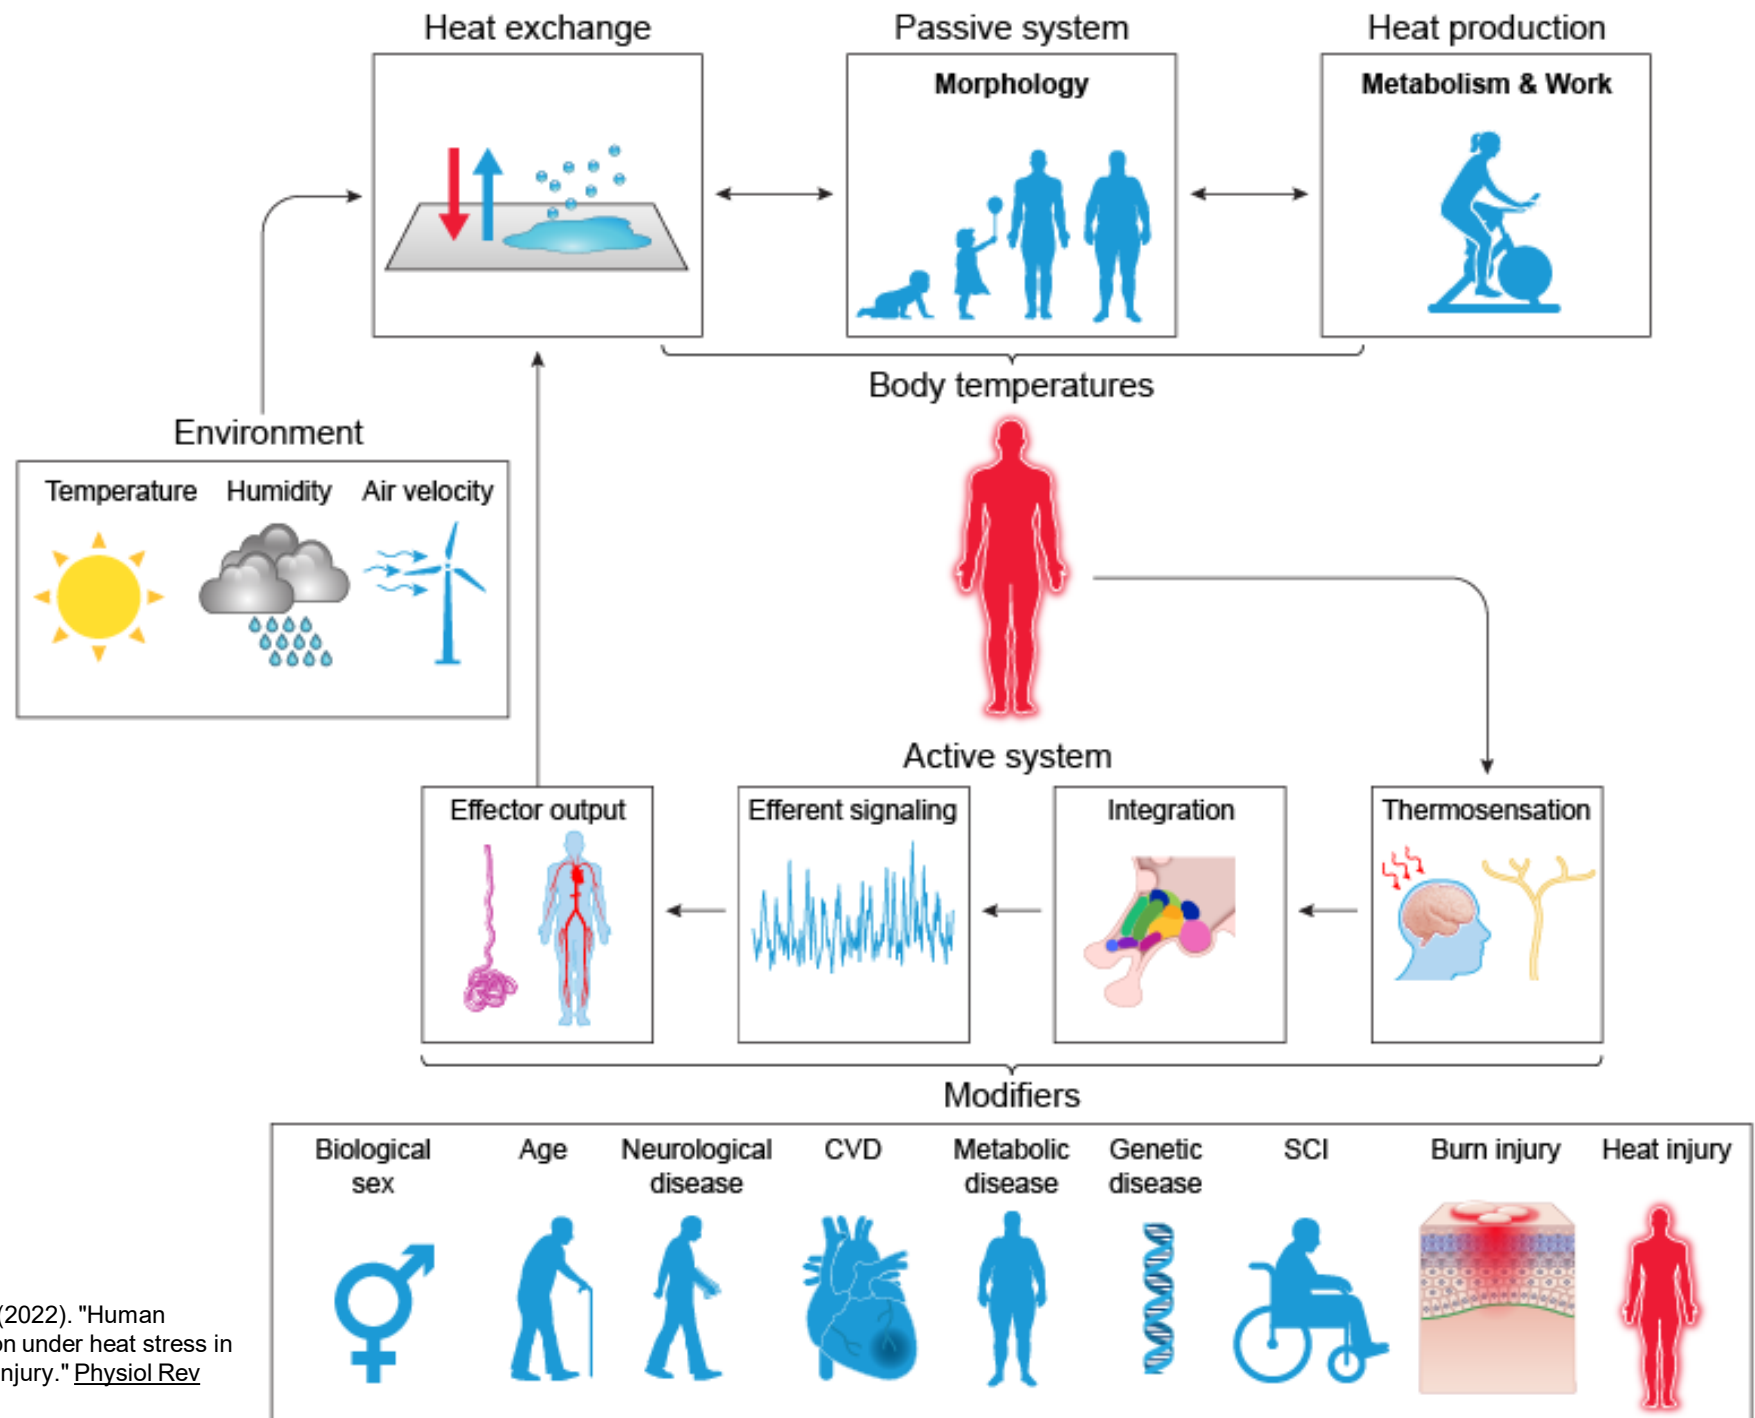 Heat exchange
Passive system
Heat production
Morphology
Metabolism & Work
Body temperatures
Environment
Temperature
Humidity
Air velocity
Active system
Effector output
Efferent signaling
Integration
Thermosensation
Modifiers
Biological
sex
Age
Neurological
disease
CVD
Metabolic
disease
Genetic
disease
SCI
Burn injury
Heat injury
(2022). "Human
on under heat stress in
njury." Physiol Rev